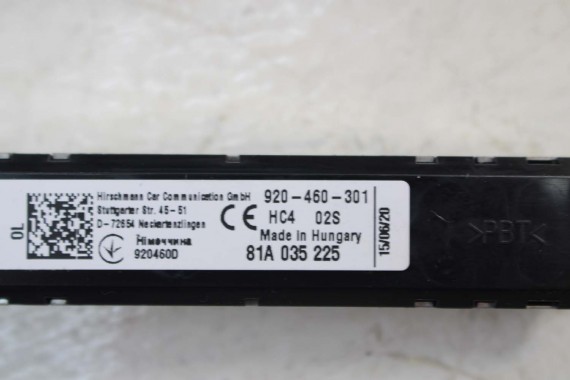 OL
Hirschmann Car Communication GmbH
Stuttgarter Str. 45-51
D-72654 Neckartenzlingen
Німеччина
920460D
CE
920-460-301
HC4 02S
Made in Hungary
81A 035 225
15/06/20
>PBT<